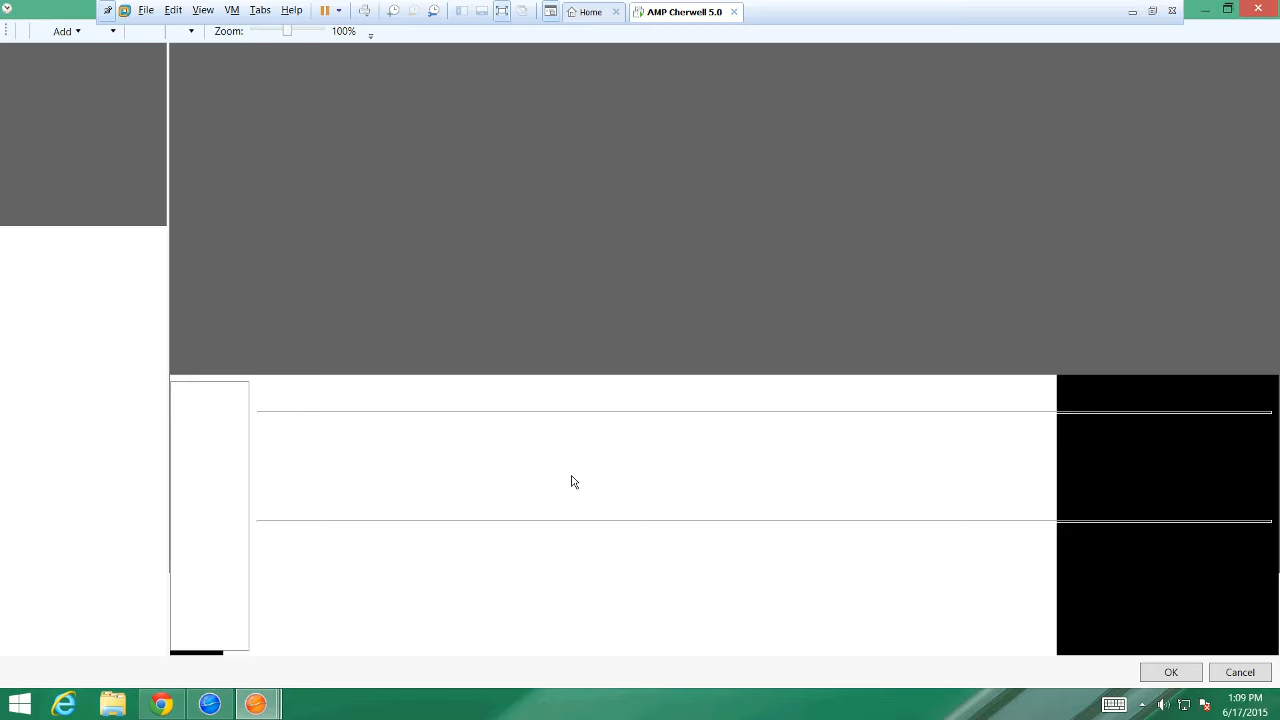 File Edit View VM Tabs Help Home AMP Cherwell 5.0
Add Zoom: 100%
OK Cancel
1:09 PM
6/17/2015